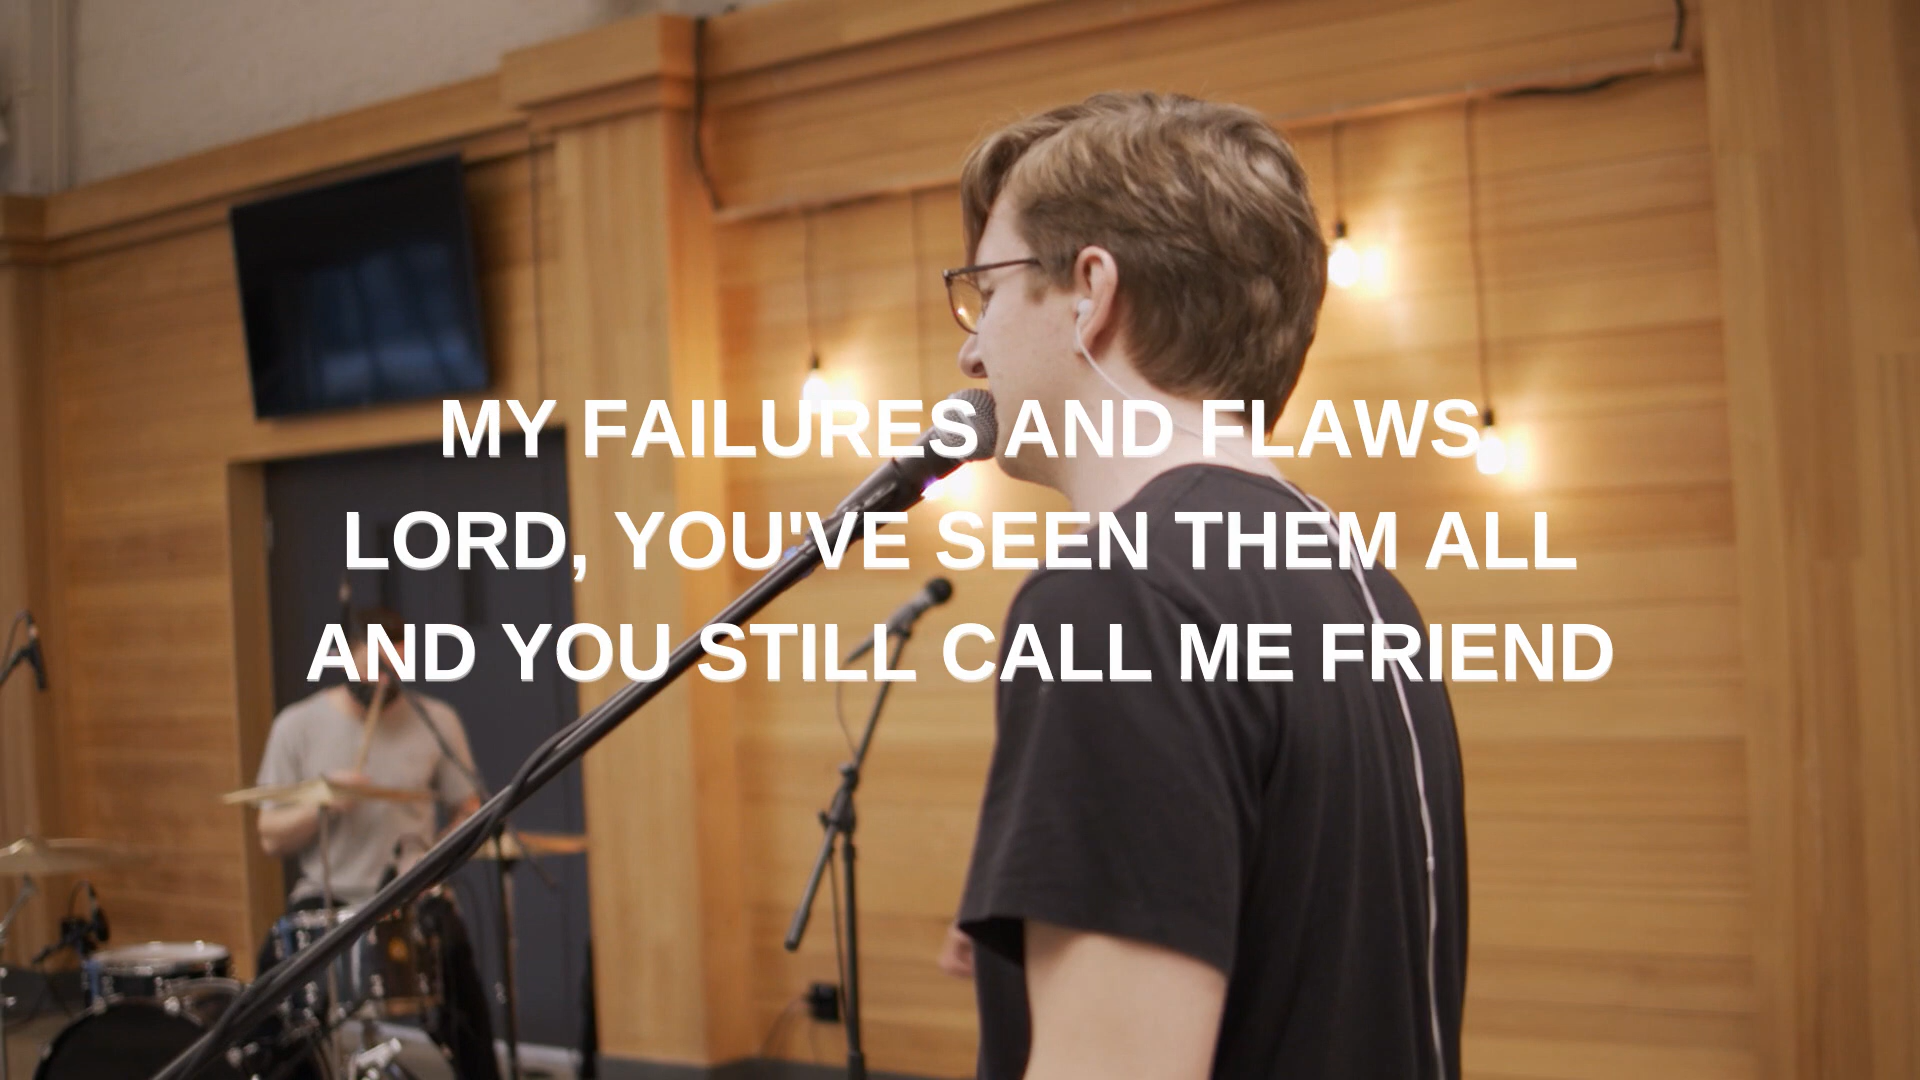 MY FAILURES AND FLAWS
LORD, YOU'VE SEEN THEM ALL
AND YOU STILL CALL ME FRIEND